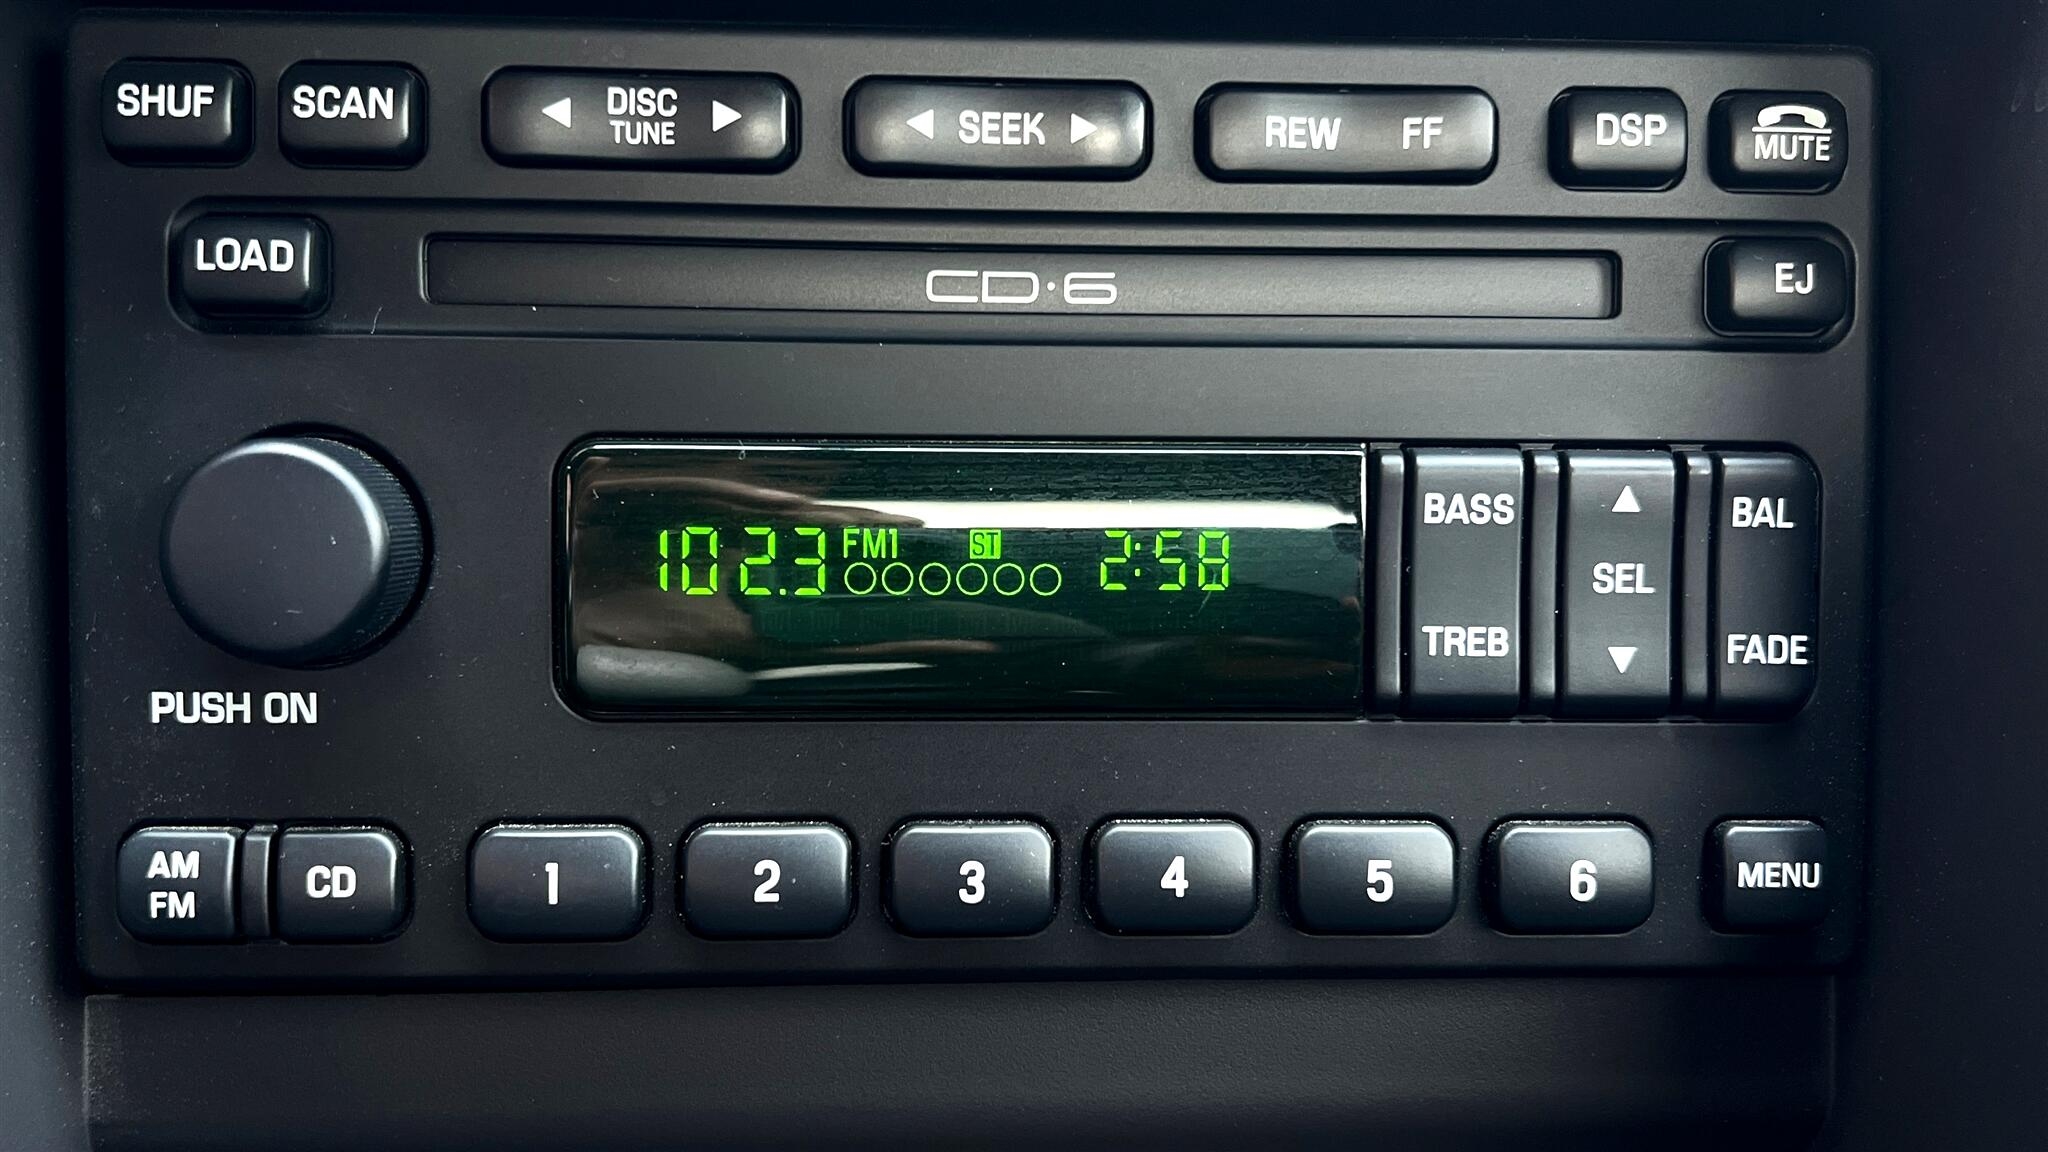 SHUF SCAN DISC TUNE SEEK REW FF DSP MUTE
LOAD CD·6 EJ
102.3 FM1 ST 2:58
BASS SEL BAL
TREB FADE
PUSH ON
AM FM CD 1 2 3 4 5 6 MENU